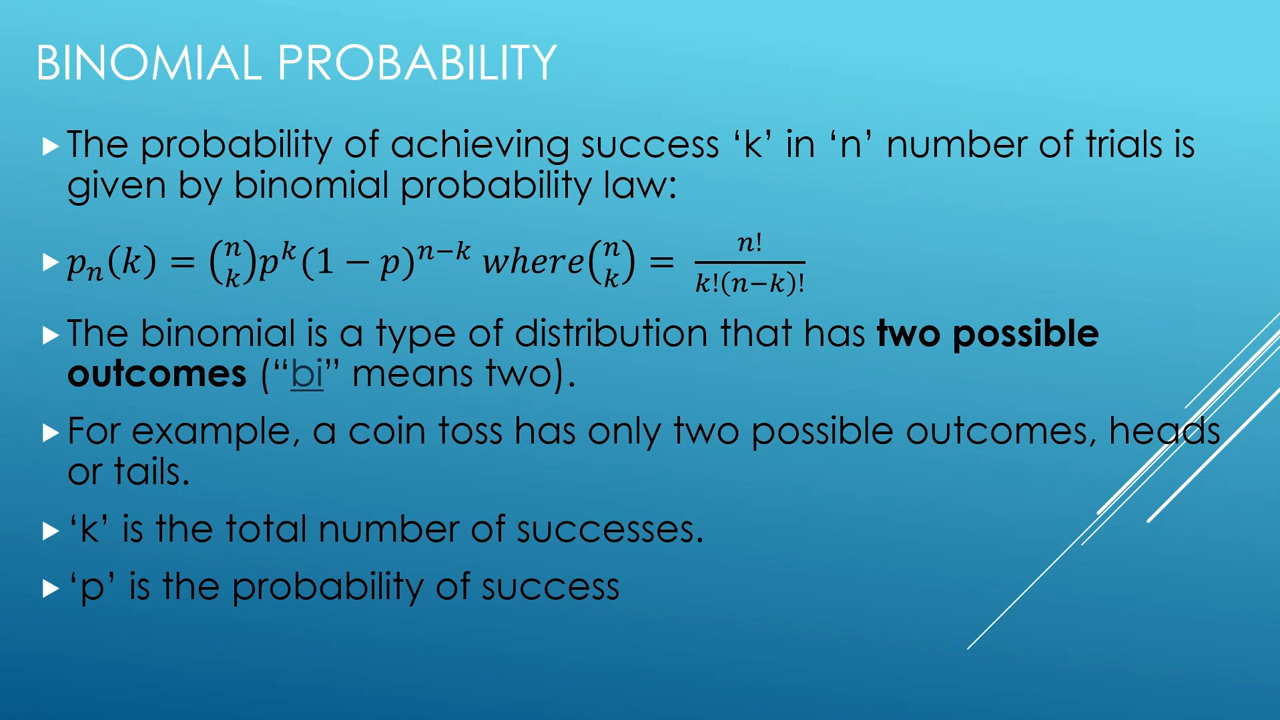 BINOMIAL PROBABILITY
The probability of achieving success ‘k’ in ‘n’ number of trials is
given by binomial probability law:
$p_n(k) = \binom{n}{k} p^k (1-p)^{n-k}$ where $\binom{n}{k} = \frac{n!}{k!(n-k)!}$
The binomial is a type of distribution that has two possible
outcomes (“bi” means two).
For example, a coin toss has only two possible outcomes, heads
or tails.
‘k’ is the total number of successes.
‘p’ is the probability of success